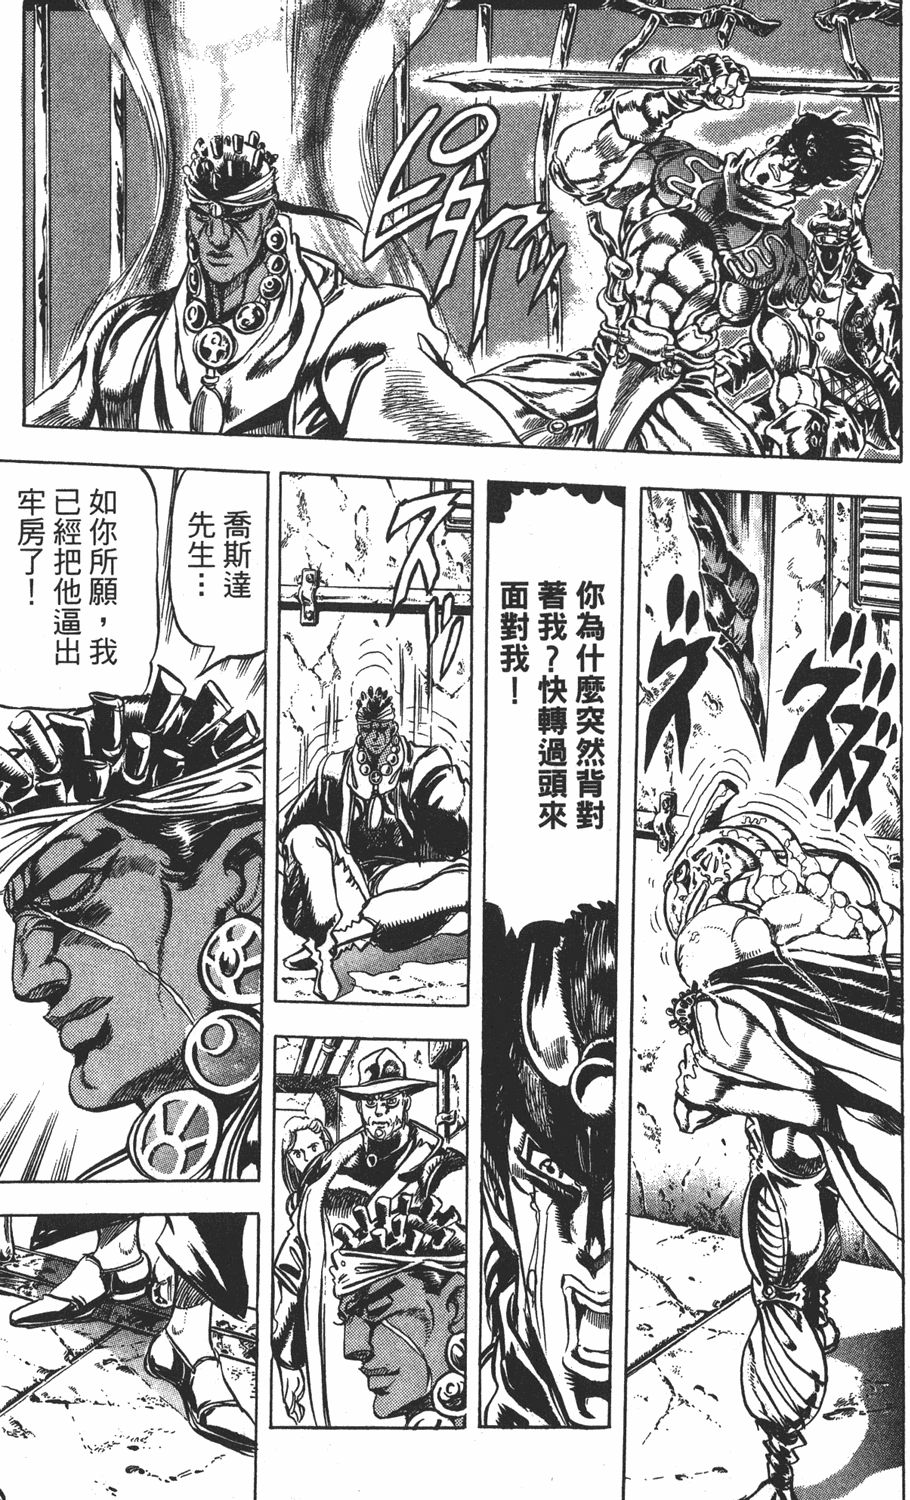 ピタァッ
ズズッ
ズズズ
你為什麼突然背對
著我？快轉過頭來
面對我！
喬斯達
先生…
如你所願，我
已經把他逼出
牢房了！